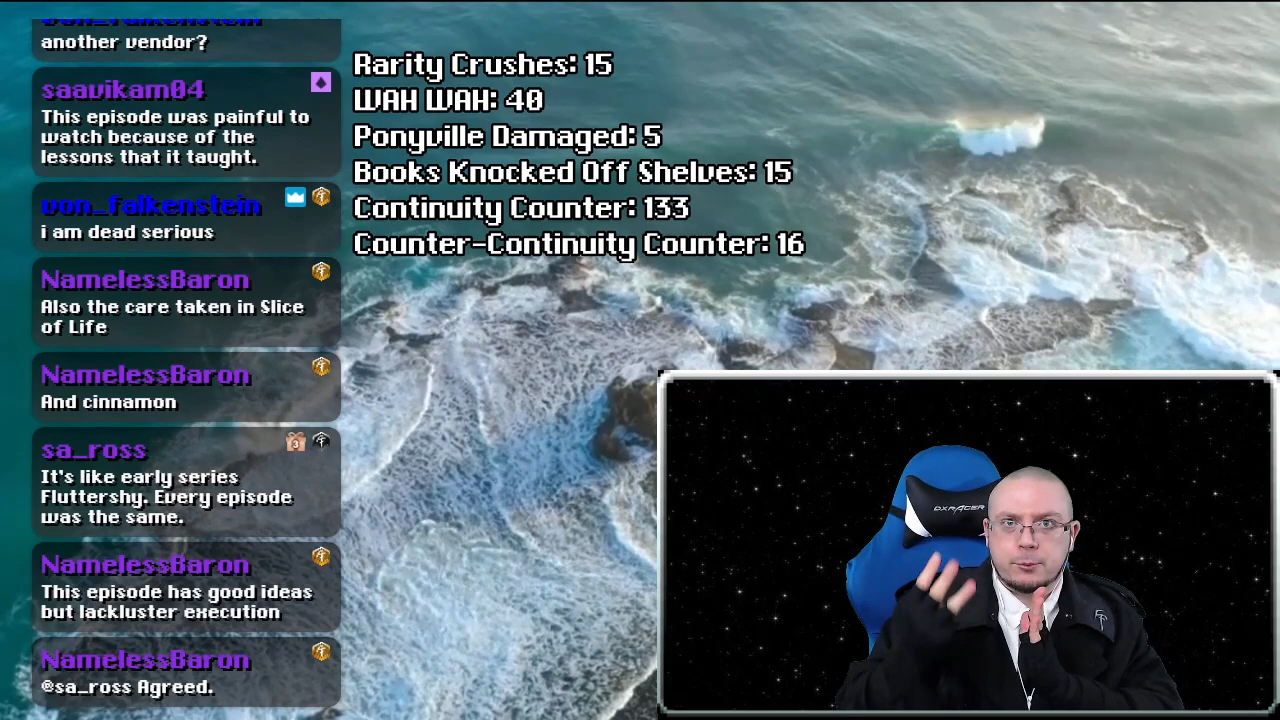 von_falkenstein
another vendor?
saavikam04
This episode was painful to
watch because of the
lessons that it taught.
von_falkenstein
i am dead serious
NamelessBaron
Also the care taken in Slice
of Life
NamelessBaron
And cinnamon
sa_ross
3
It's like early series
Fluttershy. Every episode
was the same.
NamelessBaron
This episode has good ideas
but lackluster execution
NamelessBaron
@sa_ross Agreed.
Rarity Crushes: 15
WAH WAH: 40
Ponyville Damaged: 5
Books Knocked Off Shelves: 15
Continuity Counter: 133
Counter-Continuity Counter: 16
DXRACER